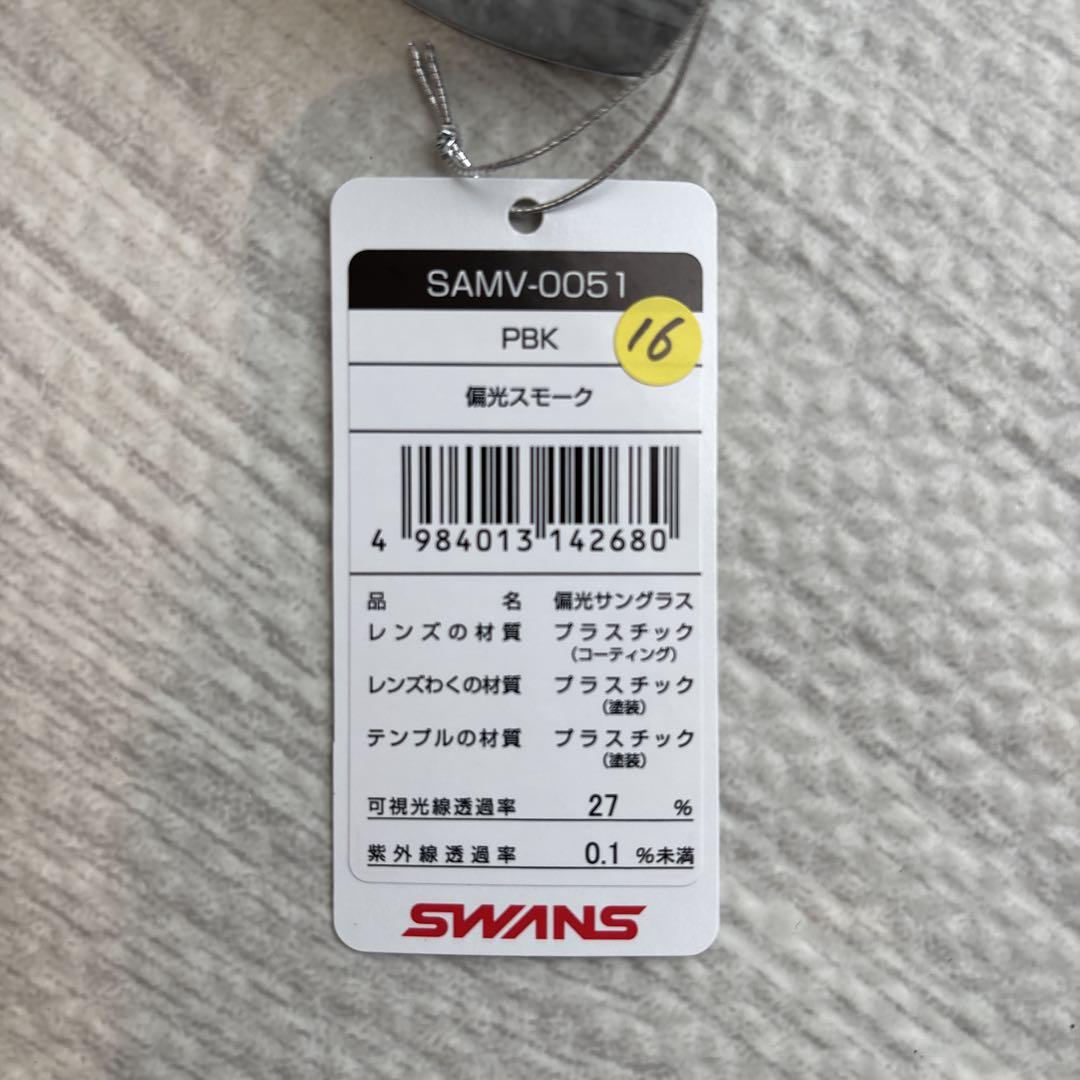 SAMV-0051
PBK
16
偏光スモーク
4 984013 142680
品名 偏光サングラス
レンズの材質 プラスチック
(コーティング)
レンズわくの材質 プラスチック
(塗装)
テンプルの材質 プラスチック
(塗装)
可視光線透過率 27 %
紫外線透過率 0.1 %未満
SWANS